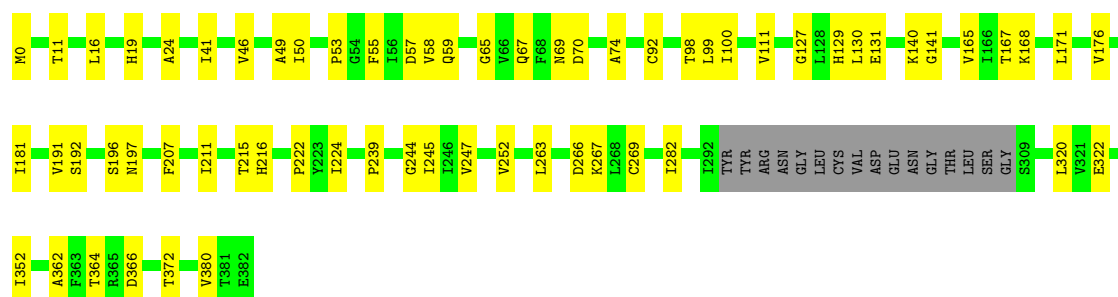 M0 T11 L16 H19 A24 I41 V46 A49 I50 P53 G54 F55 I56 D57 V58 Q59 G65 V66 Q67 F68 N69 D70 A74 C92 T98 L99 I100 V111 G127 L128 H129 L130 E131 K140 G141 V165 I166 T167 K168 L171 V176
I181 V191 S192 S196 N197 F207 I211 T215 H216 P222 Y223 I224 P239 G244 I245 I246 V247 V252 L263 D266 K267 L268 C269 I282 I292 TYR TYR ARG ASN GLY LEU CYS VAL ASP GLU ASN GLY THR LEU SER GLY S309 L320 V321 E322
I352 A362 F363 T364 R365 D366 T372 V380 T381 E382